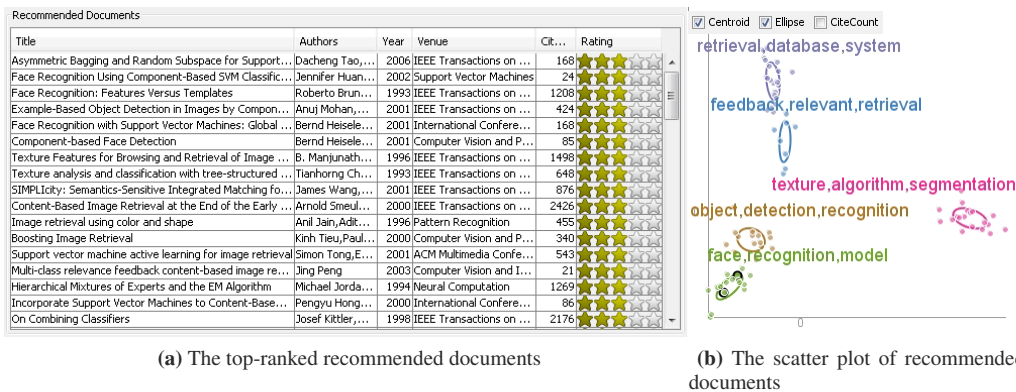 Recommended Documents
Title Authors Year Venue Cit... Rating
Asymmetric Bagging and Random Subspace for Support... Dacheng Tao,... 2006 IEEE Transactions on ... 168
Face Recognition Using Component-Based SVM Classific... Jennifer Huan... 2002 Support Vector Machines 24
Face Recognition: Features Versus Templates Roberto Brun... 1993 IEEE Transactions on ... 1208
Example-Based Object Detection in Images by Compon... Anuj Mohan,... 2001 IEEE Transactions on ... 424
Face Recognition with Support Vector Machines: Global ... Bernd Heisele... 2001 International Confere... 168
Component-based Face Detection Bernd Heisele... 2001 Computer Vision and P... 85
Texture Features for Browsing and Retrieval of Image ... B. Manjunath... 1996 IEEE Transactions on ... 1498
Texture analysis and classification with tree-structured ... Tianhorng Ch... 1993 IEEE Transactions on ... 648
SIMPLIcity: Semantics-Sensitive Integrated Matching fo... James Wang,... 2001 IEEE Transactions on ... 876
Content-Based Image Retrieval at the End of the Early ... Arnold Smeul... 2000 IEEE Transactions on ... 2426
Image retrieval using color and shape Anil Jain,Adit... 1996 Pattern Recognition 455
Boosting Image Retrieval Kinh Tieu,Paul... 2000 Computer Vision and P... 340
Support vector machine active learning for image retrieval Simon Tong,E... 2001 ACM Multimedia Confe... 543
Multi-class relevance feedback content-based image re... Jing Peng 2003 Computer Vision and I... 21
Hierarchical Mixtures of Experts and the EM Algorithm Michael Jorda... 1994 Neural Computation 1269
Incorporate Support Vector Machines to Content-Base... Pengyu Hong... 2000 International Confere... 86
On Combining Classifiers Josef Kittler,... 1998 IEEE Transactions on ... 2176
(a) The top-ranked recommended documents
Centroid Ellipse CiteCount
retrieval,database,system
feedback,relevant,retrieval
texture,algorithm,segmentation
object,detection,recognition
face,recognition,model
0
(b) The scatter plot of recommended
documents